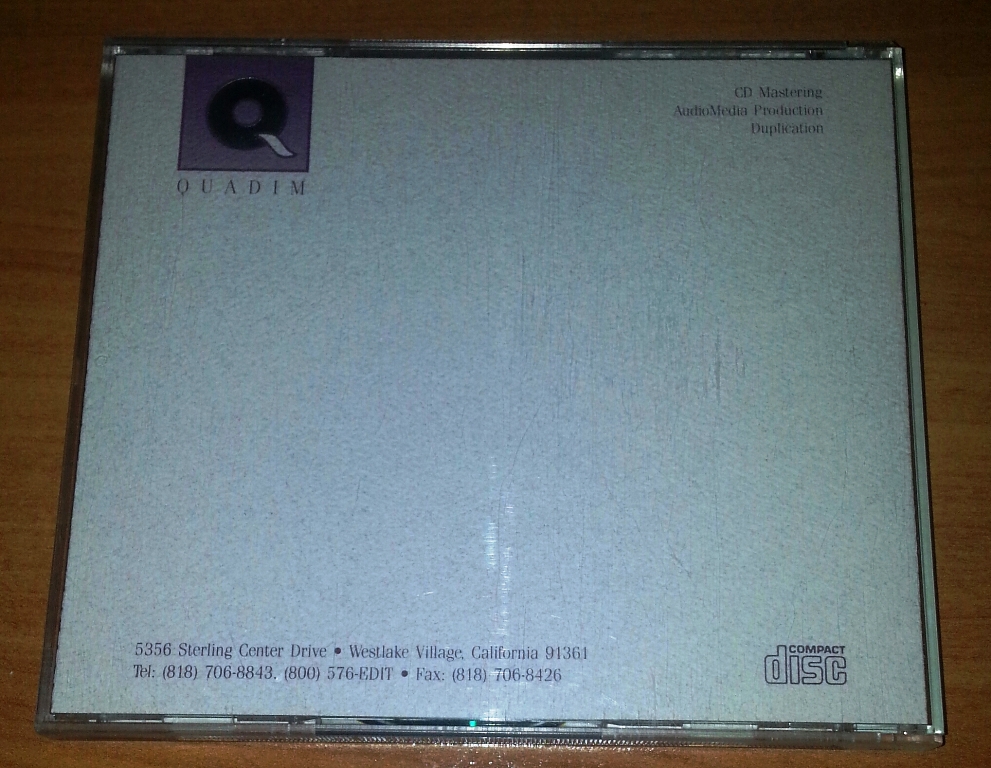 Q
QUADIM
CD Mastering
AudioMedia Production
Duplication
5356 Sterling Center Drive • Westlake Village, California 91361
Tel: (818) 706-8843, (800) 576-EDIT • Fax: (818) 706-8426
COMPACT
disc